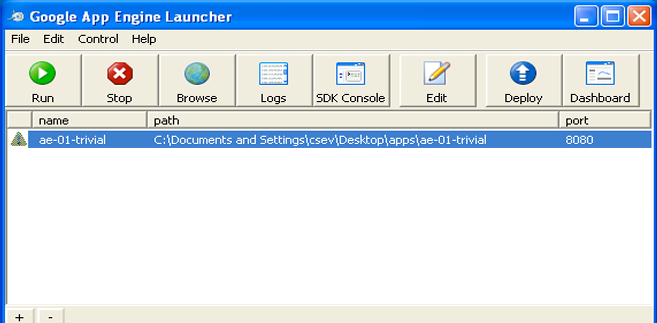 Google App Engine Launcher
File Edit Control Help
Run Stop Browse Logs SDK Console Edit Deploy Dashboard
name path port
ae-01-trivial C:\Documents and Settings\csev\Desktop\apps\ae-01-trivial 8080
+ -